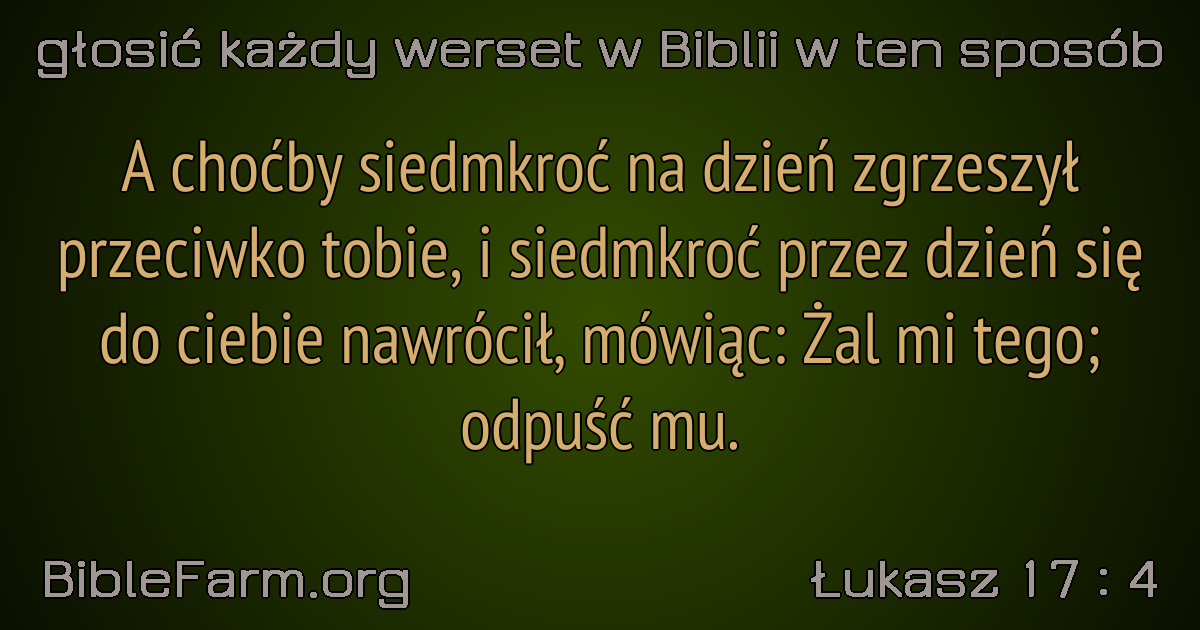 głosić każdy werset w Biblii w ten sposób
A choćby siedmkroć na dzień zgrzeszył
przeciwko tobie, i siedmkroć przez dzień się
do ciebie nawrócił, mówiąc: Żal mi tego;
odpuść mu.
BibleFarm.org
Łukasz 17 : 4